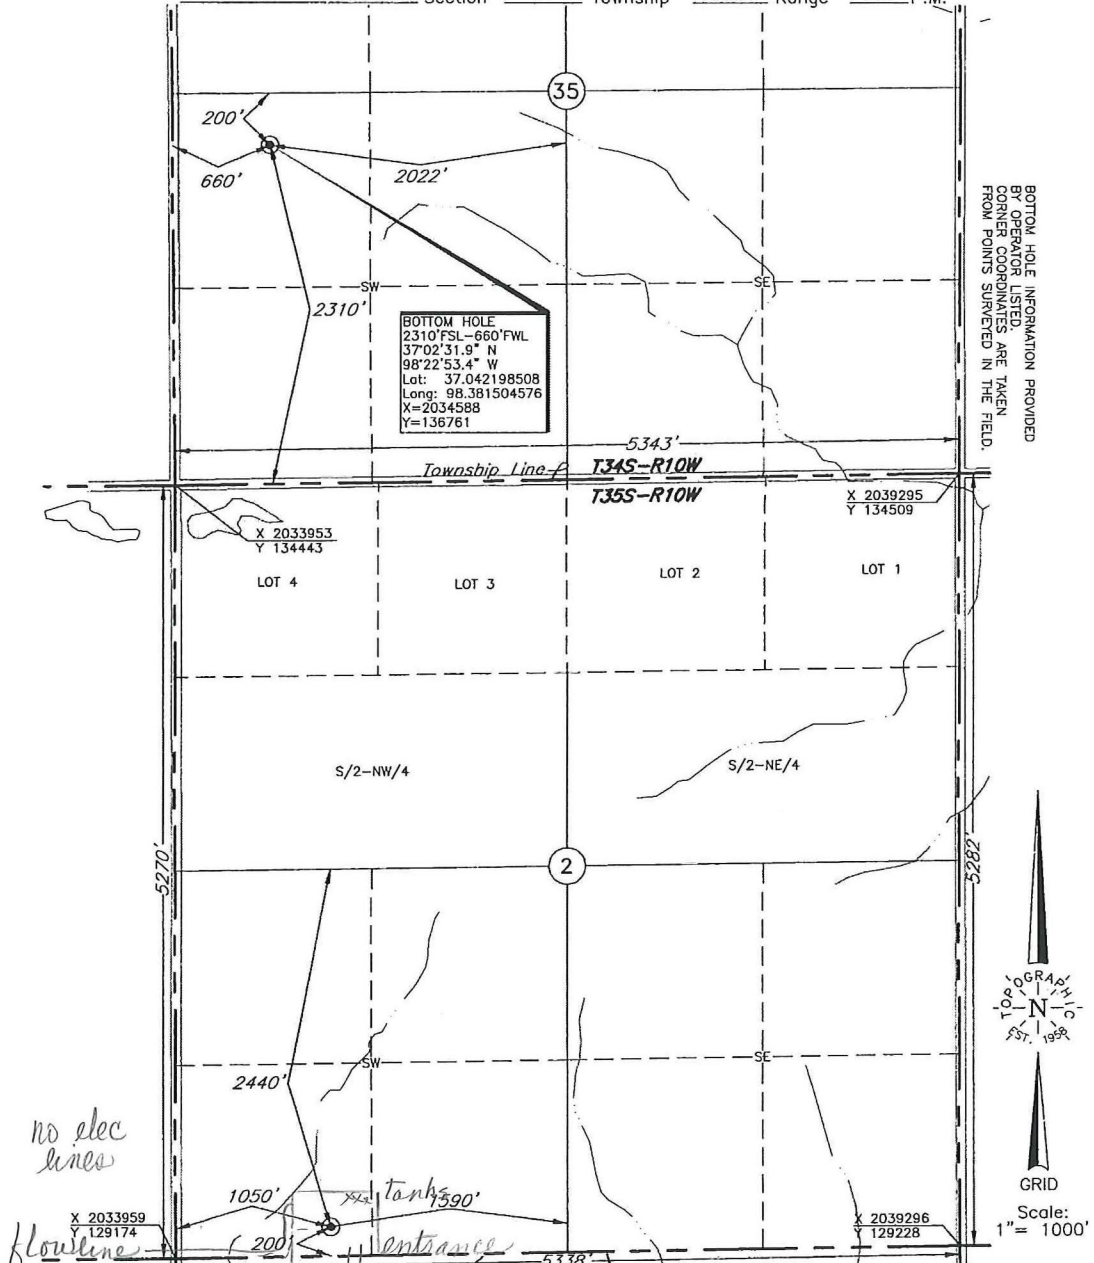 Section Township Range P.M.
35
200'
660'
2022'
SW
SE
2310'
BOTTOM HOLE
2310'FSL-660'FWL
37°02'31.9" N
98°22'53.4" W
Lat: 37.042198508
Long: 98.381504576
X=2034588
Y=136761
BOTTOM HOLE INFORMATION PROVIDED
BY OPERATOR LISTED.
CORNER COORDINATES ARE TAKEN
FROM POINTS SURVEYED IN THE FIELD.
5343'
Township Line
T34S-R10W
T35S-R10W
X 2033953
Y 134443
X 2039295
Y 134509
LOT 4
LOT 3
LOT 2
LOT 1
S/2-NW/4
S/2-NE/4
5270'
5282'
2
2440'
SW
SE
TOPOGRAPHIC
N
EST. 1958
GRID
Scale:
1"= 1000'
no elec
lines
1050'
xxx tanks
1590'
X 2033959
Y 129174
X 2039296
Y 129228
flowline
200'
entrance
5338'